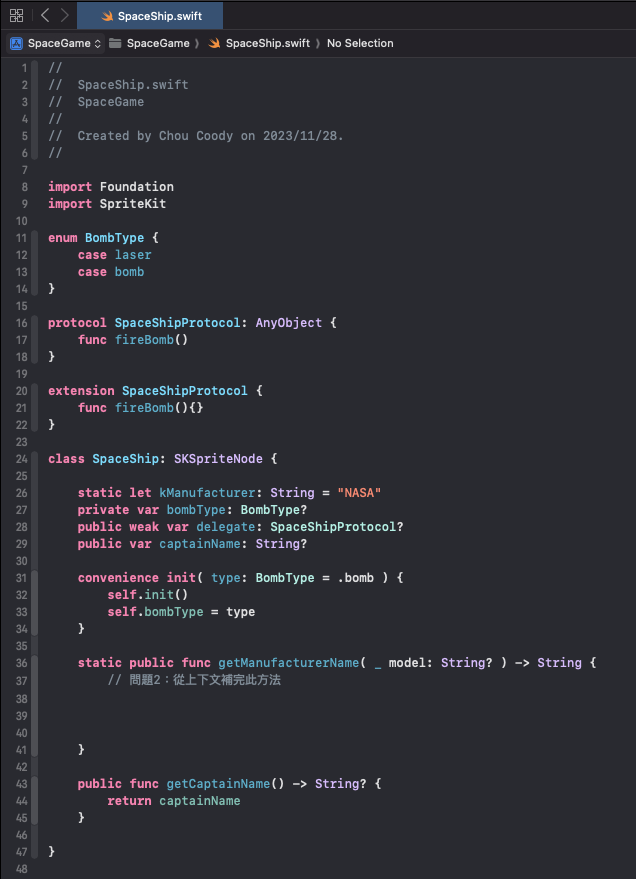 SpaceShip.swift
SpaceGame SpaceGame SpaceShip.swift No Selection
1 //
2 //  SpaceShip.swift
3 //  SpaceGame
4 //
5 //  Created by Chou Coody on 2023/11/28.
6 //
7
8 import Foundation
9 import SpriteKit
10
11 enum BombType {
12     case laser
13     case bomb
14 }
15
16 protocol SpaceShipProtocol: AnyObject {
17     func fireBomb()
18 }
19
20 extension SpaceShipProtocol {
21     func fireBomb(){}
22 }
23
24 class SpaceShip: SKSpriteNode {
25
26     static let kManufacturer: String = "NASA"
27     private var bombType: BombType?
28     public weak var delegate: SpaceShipProtocol?
29     public var captainName: String?
30
31     convenience init( type: BombType = .bomb ) {
32         self.init()
33         self.bombType = type
34     }
35
36     static public func getManufacturerName( _ model: String? ) -> String {
37         // 問題2：從上下文補完此方法
38
39
40
41     }
42
43     public func getCaptainName() -> String? {
44         return captainName
45     }
46
47 }
48